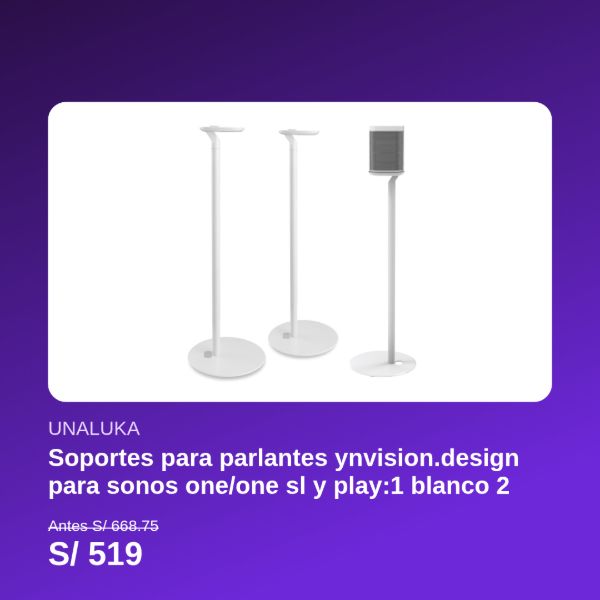 UNALUKA
Soportes para parlantes ynvision.design
para sonos one/one sl y play:1 blanco 2
Antes S/ 668.75
S/ 519